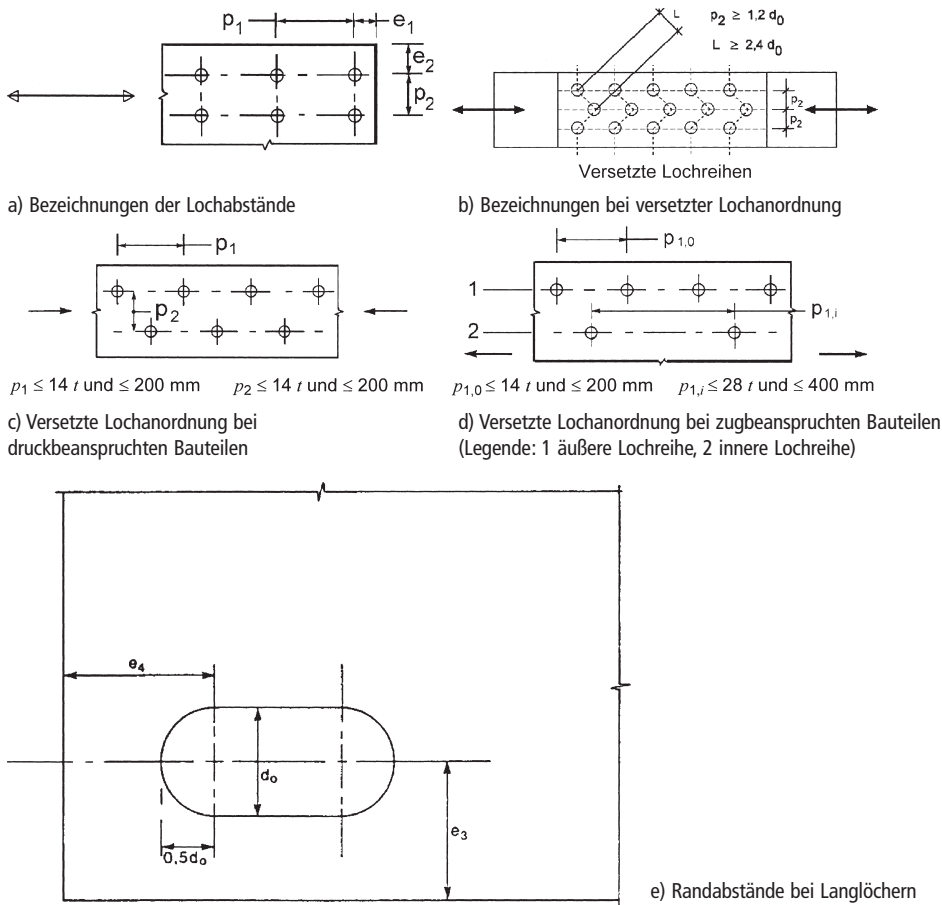 p1 e1
e2
p2
a) Bezeichnungen der Lochabstände
L p2 ≥ 1,2 d0
L ≥ 2,4 d0
p2
p2
Versetzte Lochreihen
b) Bezeichnungen bei versetzter Lochanordnung
p1
p2
p1 ≤ 14 t und ≤ 200 mm p2 ≤ 14 t und ≤ 200 mm
c) Versetzte Lochanordnung bei
druckbeanspruchten Bauteilen
p1,0
1
p1,i
2
p1,0 ≤ 14 t und ≤ 200 mm p1,i ≤ 28 t und ≤ 400 mm
d) Versetzte Lochanordnung bei zugbeanspruchten Bauteilen
(Legende: 1 äußere Lochreihe, 2 innere Lochreihe)
e4
do
e3
0,5do
e) Randabstände bei Langlöchern